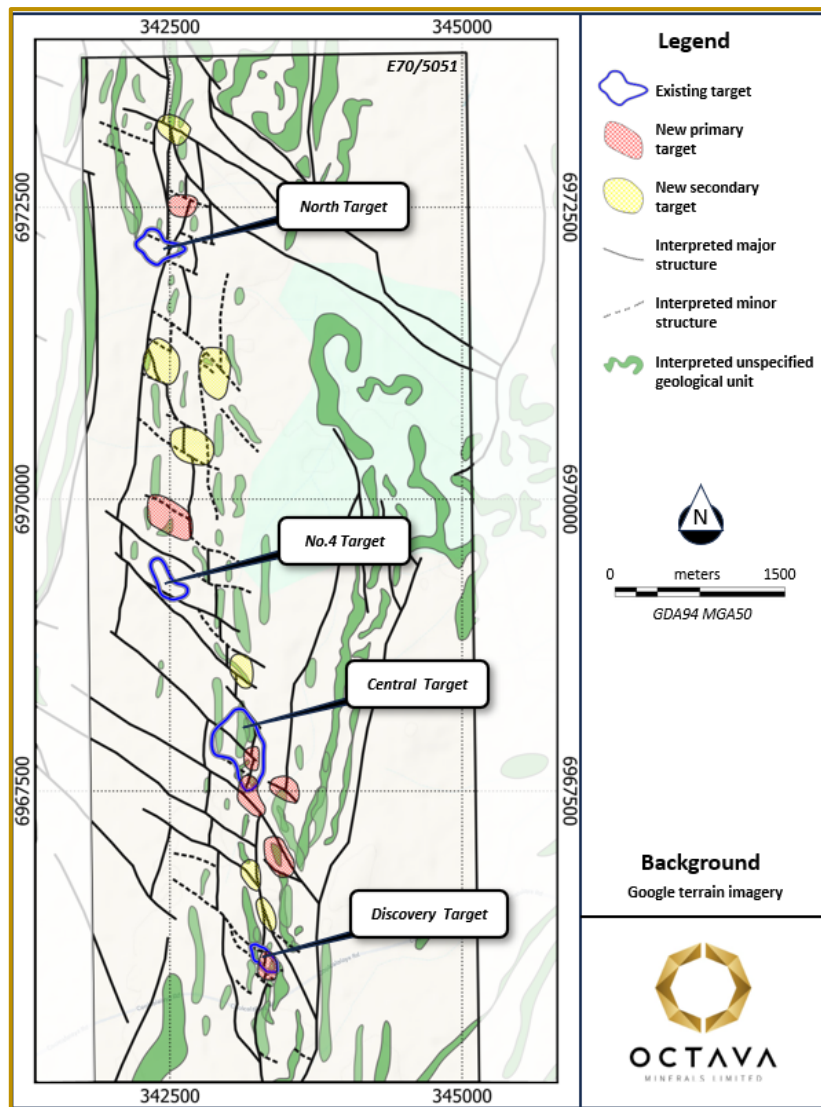 342500
345000
E70/5051
6972500
6972500
North Target
6970000
6970000
No.4 Target
Central Target
6967500
6967500
Discovery Target
342500
345000
Legend
Existing target
New primary
target
New secondary
target
Interpreted major
structure
Interpreted minor
structure
Interpreted unspecified
geological unit
N
0 meters 1500
GDA94 MGA50
Background
Google terrain imagery
OCTAVA
MINERALS LIMITED